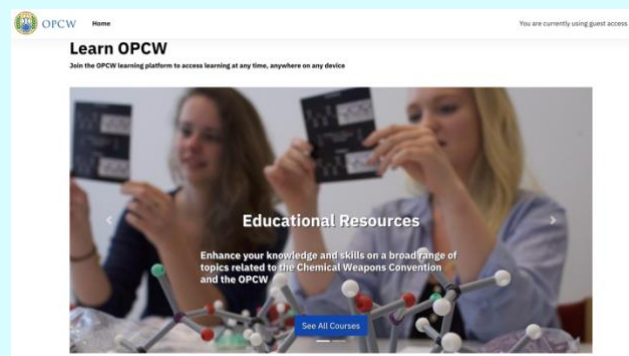 OPCW Home You are currently using guest access
Learn OPCW
Join the OPCW learning platform to access learning at any time, anywhere on any device
Educational Resources
Enhance your knowledge and skills on a broad range of
topics related to the Chemical Weapons Convention
and the OPCW
See All Courses